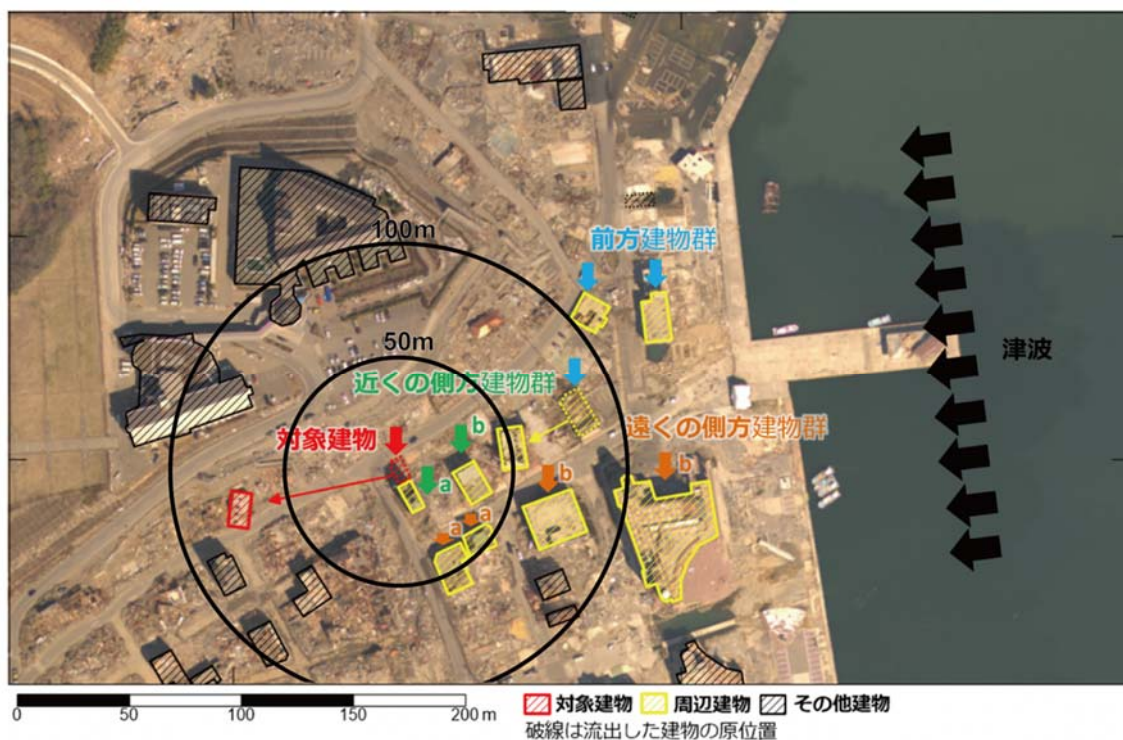 100m
前方建物群
50m
津波
近くの側方建物群
対象建物
b
遠くの側方建物群
b
b
a
a
a
0 50 100 150 200 m
対象建物 周辺建物 その他建物
破線は流出した建物の原位置